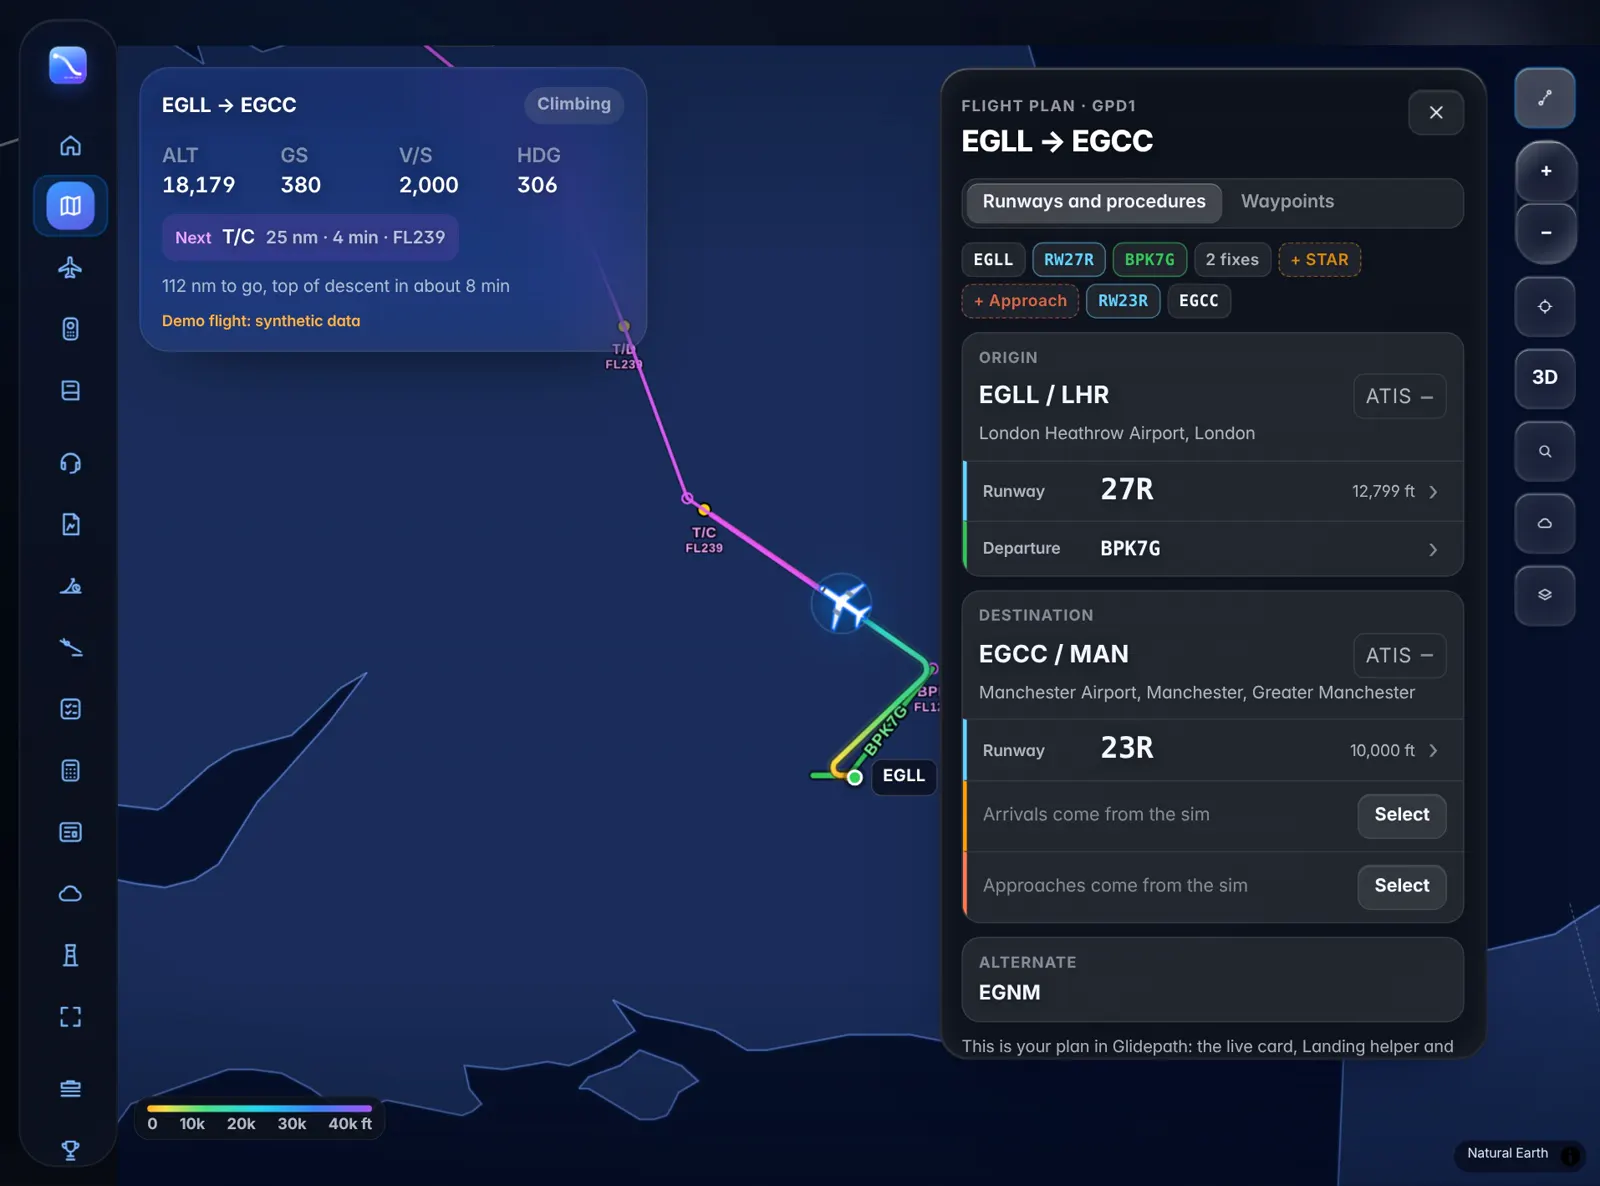 EGLL → EGCC
Climbing
ALT GS V/S HDG
18,179 380 2,000 306
Next T/C 25 nm · 4 min · FL239
112 nm to go, top of descent in about 8 min
Demo flight: synthetic data
T/D
FL239
T/C
FL239
BPK7G
EGLL
0 10k 20k 30k 40k ft
FLIGHT PLAN · GPD1
EGLL → EGCC
Runways and procedures Waypoints
EGLL RW27R BPK7G 2 fixes + STAR
+ Approach RW23R EGCC
ORIGIN
EGLL / LHR ATIS –
London Heathrow Airport, London
Runway 27R 12,799 ft
Departure BPK7G
DESTINATION
EGCC / MAN ATIS –
Manchester Airport, Manchester, Greater Manchester
Runway 23R 10,000 ft
Arrivals come from the sim Select
Approaches come from the sim Select
ALTERNATE
EGNM
This is your plan in Glidepath: the live card, Landing helper and
+
−
3D
Natural Earth